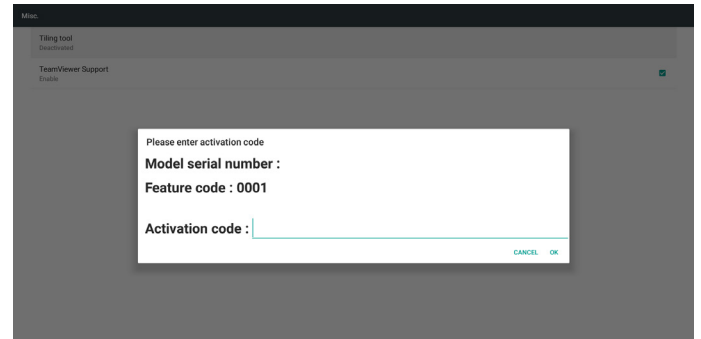 Misc.
Tiling tool
Deactivated
TeamViewer Support
Enable
Please enter activation code
Model serial number :
Feature code : 0001
Activation code :
CANCEL OK